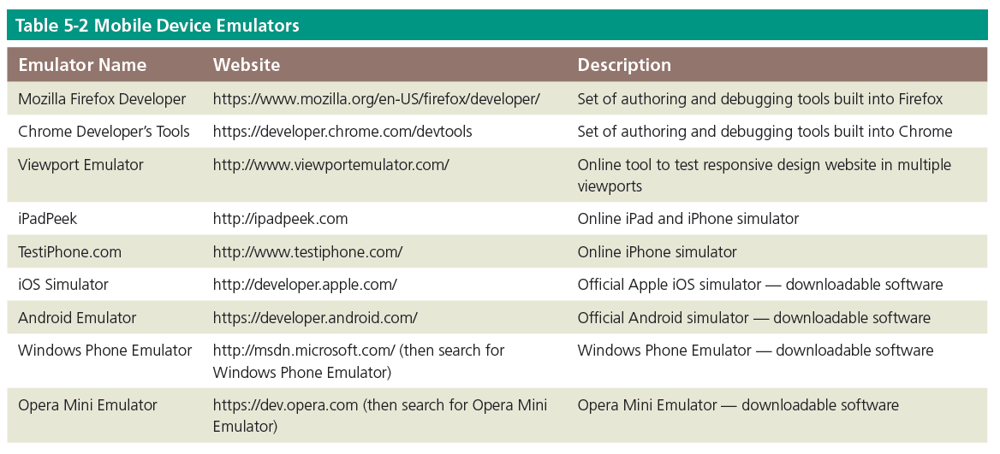 Table 5-2 Mobile Device Emulators
Emulator Name Website Description
Mozilla Firefox Developer https://www.mozilla.org/en-US/firefox/developer/ Set of authoring and debugging tools built into Firefox
Chrome Developer’s Tools https://developer.chrome.com/devtools Set of authoring and debugging tools built into Chrome
Viewport Emulator http://www.viewportemulator.com/ Online tool to test responsive design website in multiple
viewports
iPadPeek http://ipadpeek.com Online iPad and iPhone simulator
TestiPhone.com http://www.testiphone.com/ Online iPhone simulator
iOS Simulator http://developer.apple.com/ Official Apple iOS simulator — downloadable software
Android Emulator https://developer.android.com/ Official Android simulator — downloadable software
Windows Phone Emulator http://msdn.microsoft.com/ (then search for Windows Phone Emulator — downloadable software
Windows Phone Emulator)
Opera Mini Emulator https://dev.opera.com (then search for Opera Mini Opera Mini Emulator — downloadable software
Emulator)